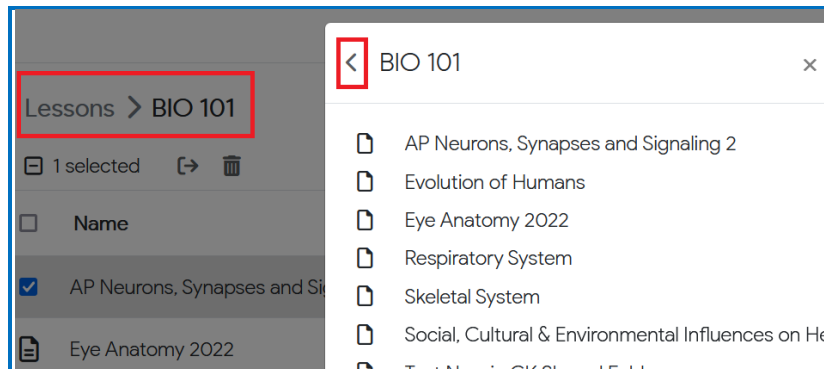 Lessons > BIO 101
1 selected
Name
AP Neurons, Synapses and Si
Eye Anatomy 2022
BIO 101
AP Neurons, Synapses and Signaling 2
Evolution of Humans
Eye Anatomy 2022
Respiratory System
Skeletal System
Social, Cultural & Environmental Influences on He